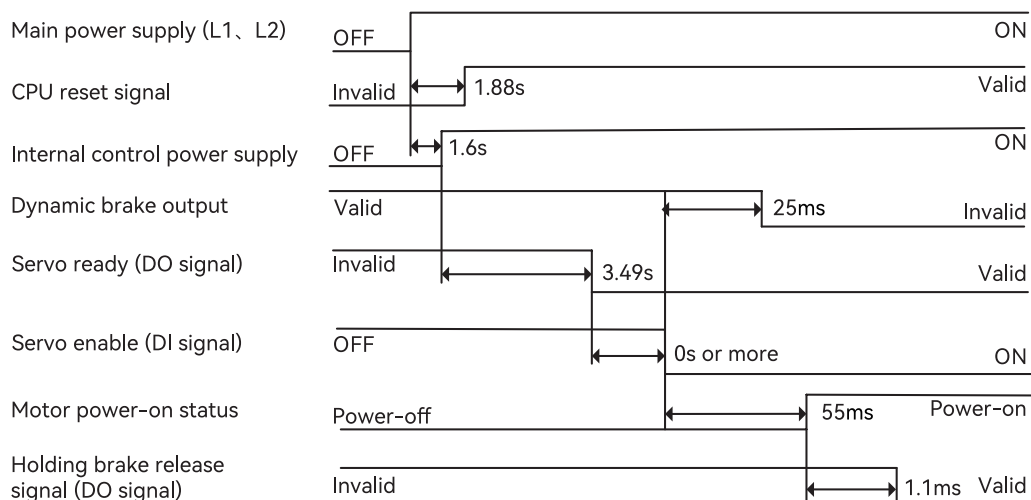 Main power supply (L1、L2)
OFF
ON
CPU reset signal
Invalid
1.88s
Valid
Internal control power supply
OFF
1.6s
ON
Dynamic brake output
Valid
25ms
Invalid
Servo ready (DO signal)
Invalid
3.49s
Valid
Servo enable (DI signal)
OFF
0s or more
ON
Motor power-on status
Power-off
55ms
Power-on
Holding brake release
signal (DO signal)
Invalid
1.1ms
Valid